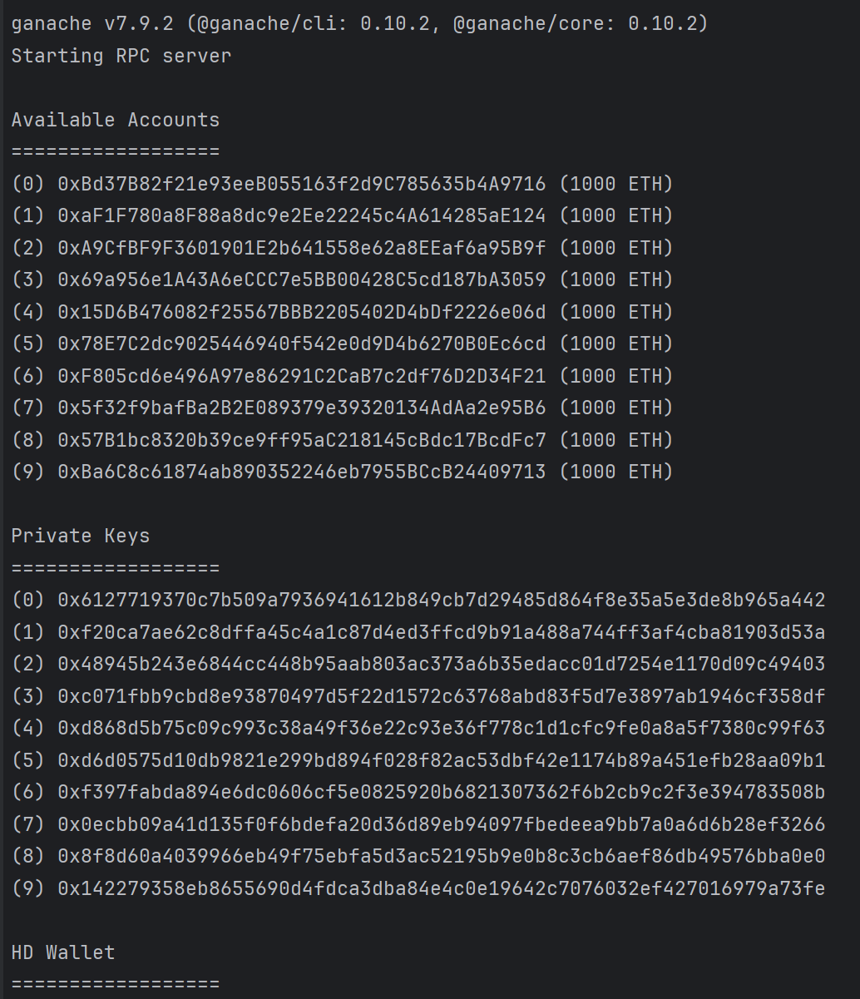 ganache v7.9.2 (@ganache/cli: 0.10.2, @ganache/core: 0.10.2)
Starting RPC server
Available Accounts
==================
(0) 0xBd37B82f21e93eeB055163f2d9C785635b4A9716 (1000 ETH)
(1) 0xaF1F780a8F88a8dc9e2Ee22245c4A614285aE124 (1000 ETH)
(2) 0xA9CfBF9F3601901E2b641558e62a8EEaf6a95B9f (1000 ETH)
(3) 0x69a956e1A43A6eCCC7e5BB00428C5cd187bA3059 (1000 ETH)
(4) 0x15D6B476082f25567BBB2205402D4bDf2226e06d (1000 ETH)
(5) 0x78E7C2dc9025446940f542e0d9D4b6270B0Ec6cd (1000 ETH)
(6) 0xF805cd6e496A97e86291C2CaB7c2df76D2D34F21 (1000 ETH)
(7) 0x5f32f9bafBa2B2E089379e39320134AdAa2e95B6 (1000 ETH)
(8) 0x57B1bc8320b39ce9ff95aC218145cBdc17BcdFc7 (1000 ETH)
(9) 0xBa6C8c61874ab890352246eb7955BCcB24409713 (1000 ETH)
Private Keys
==================
(0) 0x6127719370c7b509a7936941612b849cb7d29485d864f8e35a5e3de8b965a442
(1) 0xf20ca7ae62c8dffa45c4a1c87d4ed3ffcd9b91a488a744ff3af4cba81903d53a
(2) 0x48945b243e6844cc448b95aab803ac373a6b35edacc01d7254e1170d09c49403
(3) 0xc071fbb9cbd8e93870497d5f22d1572c63768abd83f5d7e3897ab1946cf358df
(4) 0xd868d5b75c09c993c38a49f36e22c93e36f778c1d1cfc9fe0a8a5f7380c99f63
(5) 0xd6d0575d10db9821e299bd894f028f82ac53dbf42e1174b89a451efb28aa09b1
(6) 0xf397fabda894e6dc0606cf5e0825920b6821307362f6b2cb9c2f3e394783508b
(7) 0x0ecbb09a41d135f0f6bdefa20d36d89eb94097fbedeea9bb7a0a6d6b28ef3266
(8) 0x8f8d60a4039966eb49f75ebfa5d3ac52195b9e0b8c3cb6aef86db49576bba0e0
(9) 0x142279358eb8655690d4fdca3dba84e4c0e19642c7076032ef427016979a73fe
HD Wallet
==================